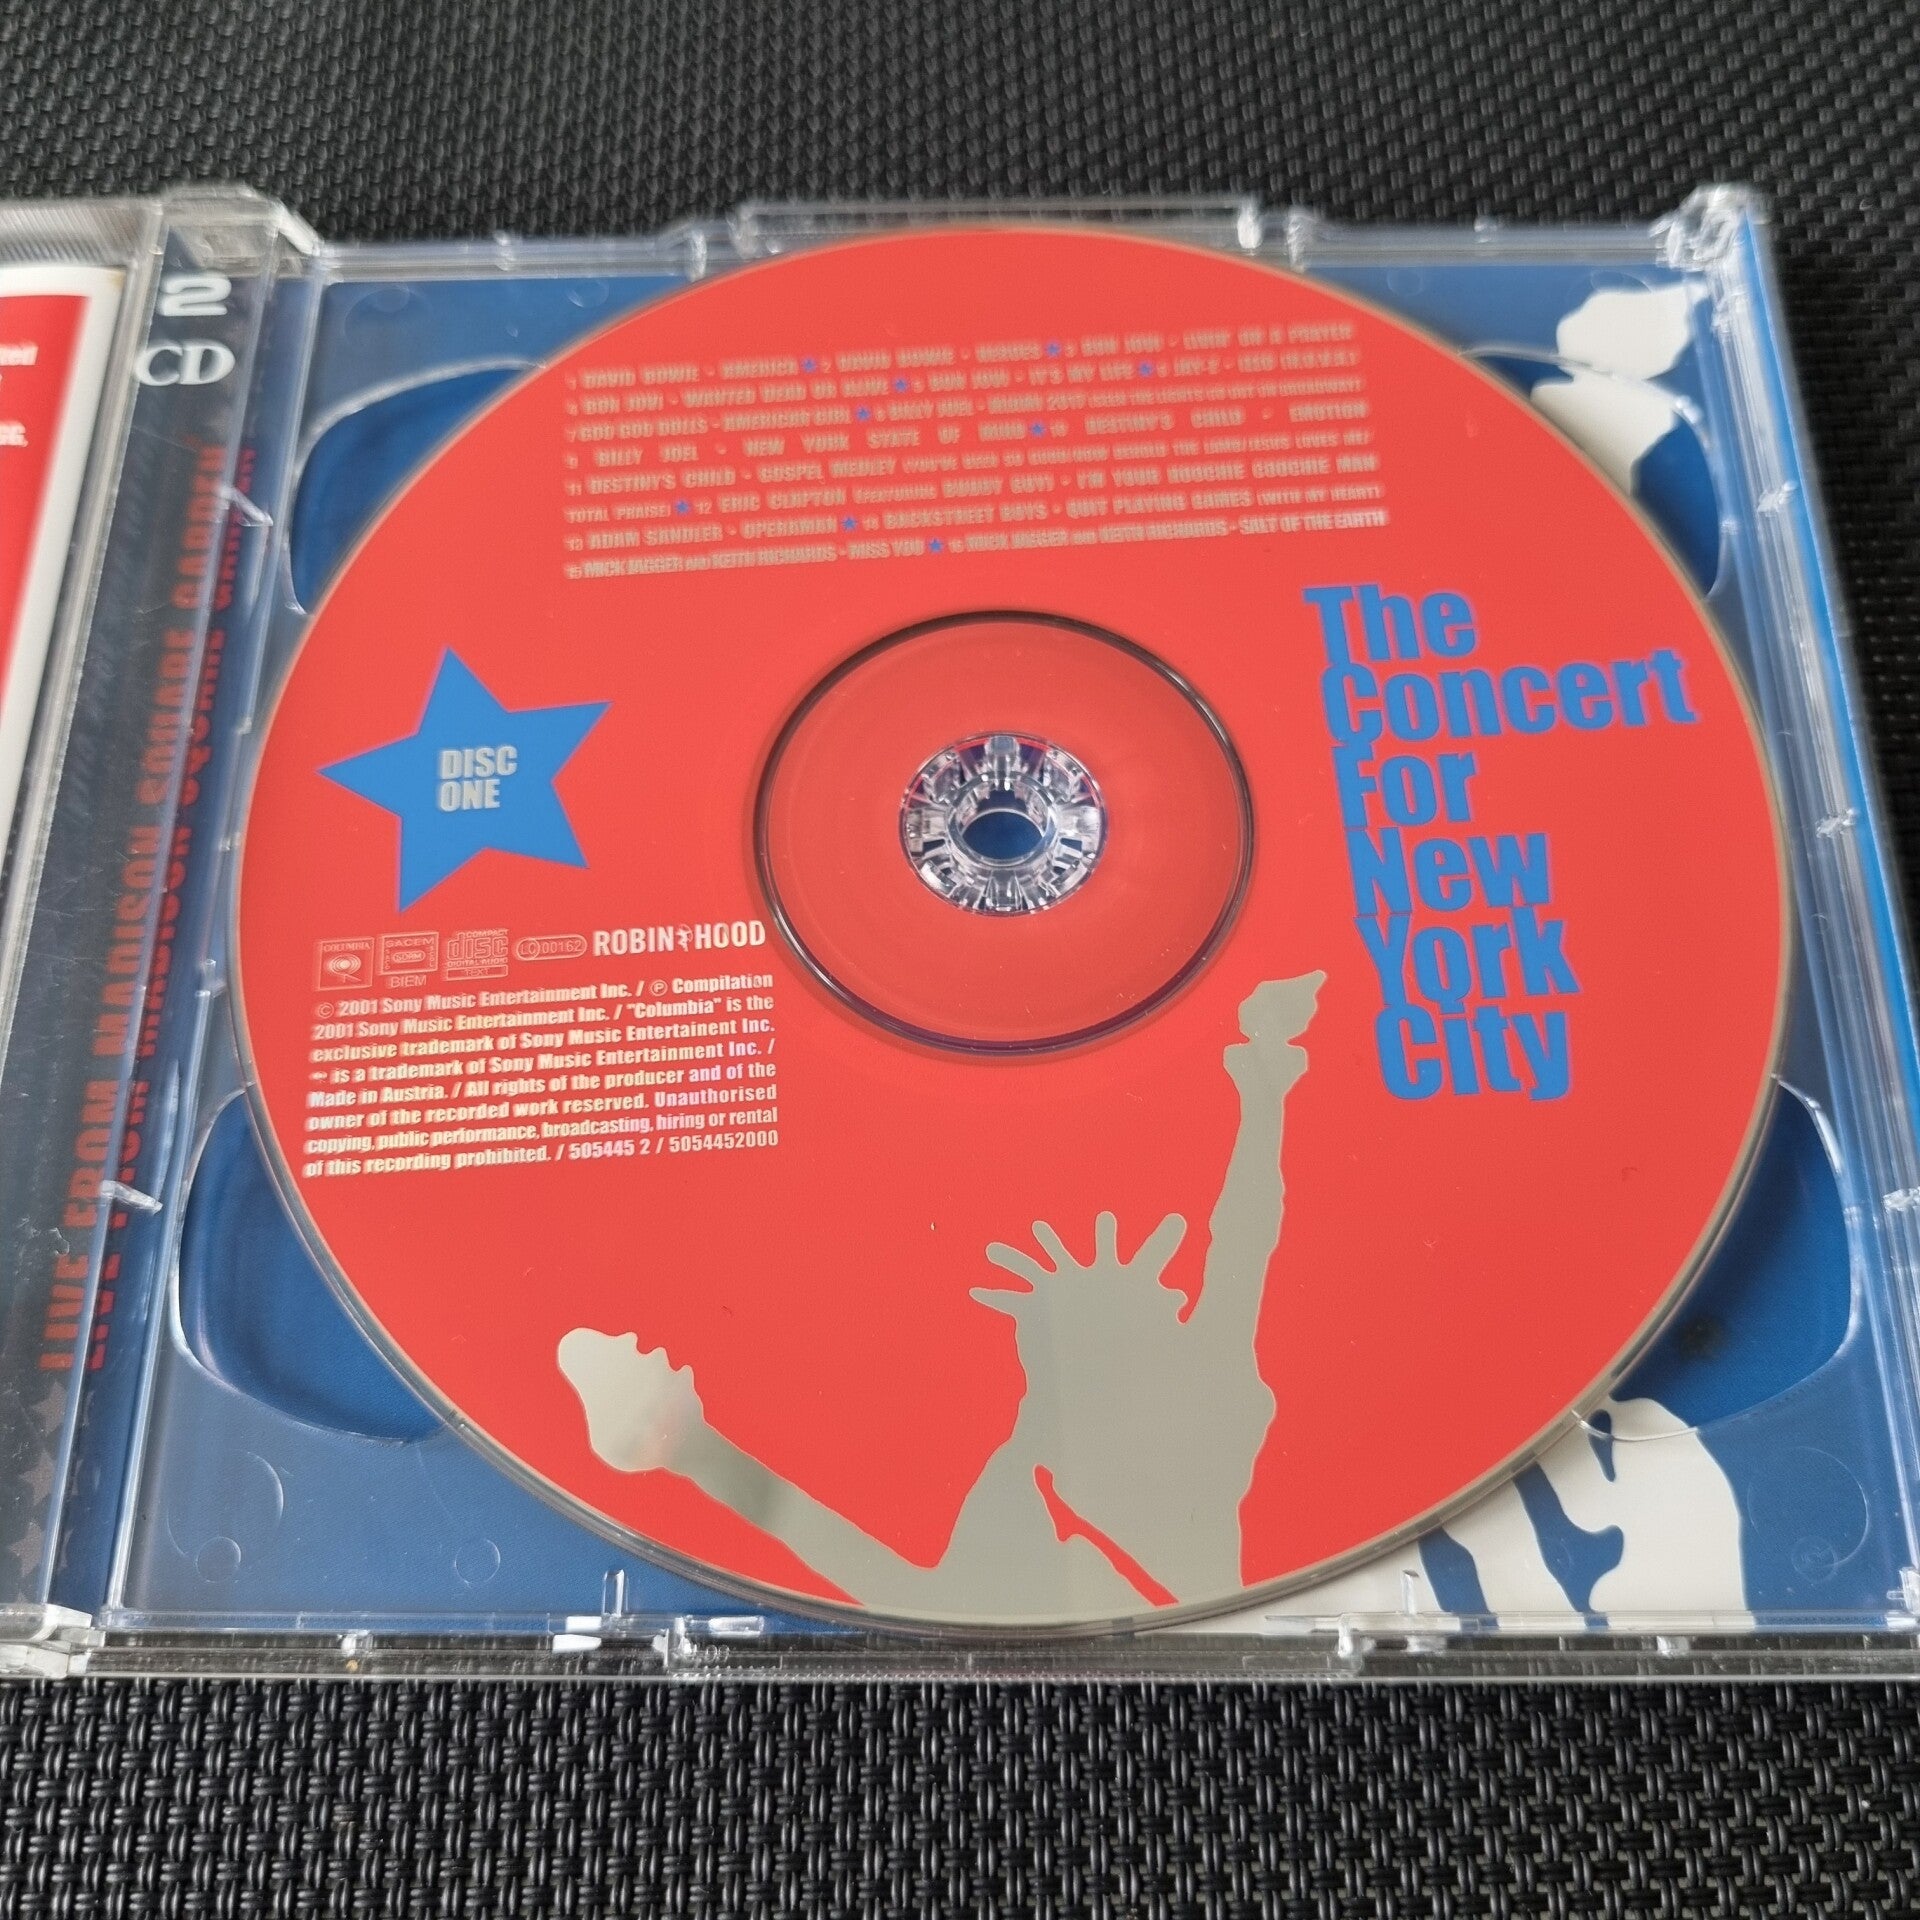 2
CD
LIVE FROM MADISON SQUARE GARDEN
1 DAVID BOWIE - AMERICA ★ 2 DAVID BOWIE - HEROES ★ 3 BON JOVI - LIVIN' ON A PRAYER
4 BON JOVI - WANTED DEAD OR ALIVE ★ 5 BON JOVI - IT'S MY LIFE ★ 6 JAY-Z - IZZO (H.O.V.A.)
7 GOO GOO DOLLS - AMERICAN GIRL ★ 8 BILLY JOEL - MIAMI 2017 (SEEN THE LIGHTS GO OUT ON BROADWAY)
9 BILLY JOEL - NEW YORK STATE OF MIND ★ 10 DESTINY'S CHILD - EMOTION
11 DESTINY'S CHILD - GOSPEL MEDLEY (YOU'VE BEEN SO GOOD/NOW BEHOLD THE LAMB/JESUS LOVES ME/
TOTAL PRAISE) ★ 12 ERIC CLAPTON (FEATURING BUDDY GUY) - I'M YOUR HOOCHIE COOCHIE MAN
13 ADAM SANDLER - OPERAMAN ★ 14 BACKSTREET BOYS - QUIT PLAYING GAMES (WITH MY HEART)
15 MICK JAGGER AND KEITH RICHARDS - MISS YOU ★ 16 MICK JAGGER AND KEITH RICHARDS - SALT OF THE EARTH
The
Concert
For
New
York
City
DISC
ONE
COLUMBIA
SACEM
SDRM
BIEM
COMPACT
disc
DIGITAL AUDIO
TEXT
LC 00162
ROBIN HOOD
© 2001 Sony Music Entertainment Inc. / ℗ Compilation
2001 Sony Music Entertainment Inc. / "Columbia" is the
exclusive trademark of Sony Music Entertainent Inc.
is a trademark of Sony Music Entertainment Inc. /
Made in Austria. / All rights of the producer and of the
owner of the recorded work reserved. Unauthorised
copying, public performance, broadcasting, hiring or rental
of this recording prohibited. / 505445 2 / 5054452000